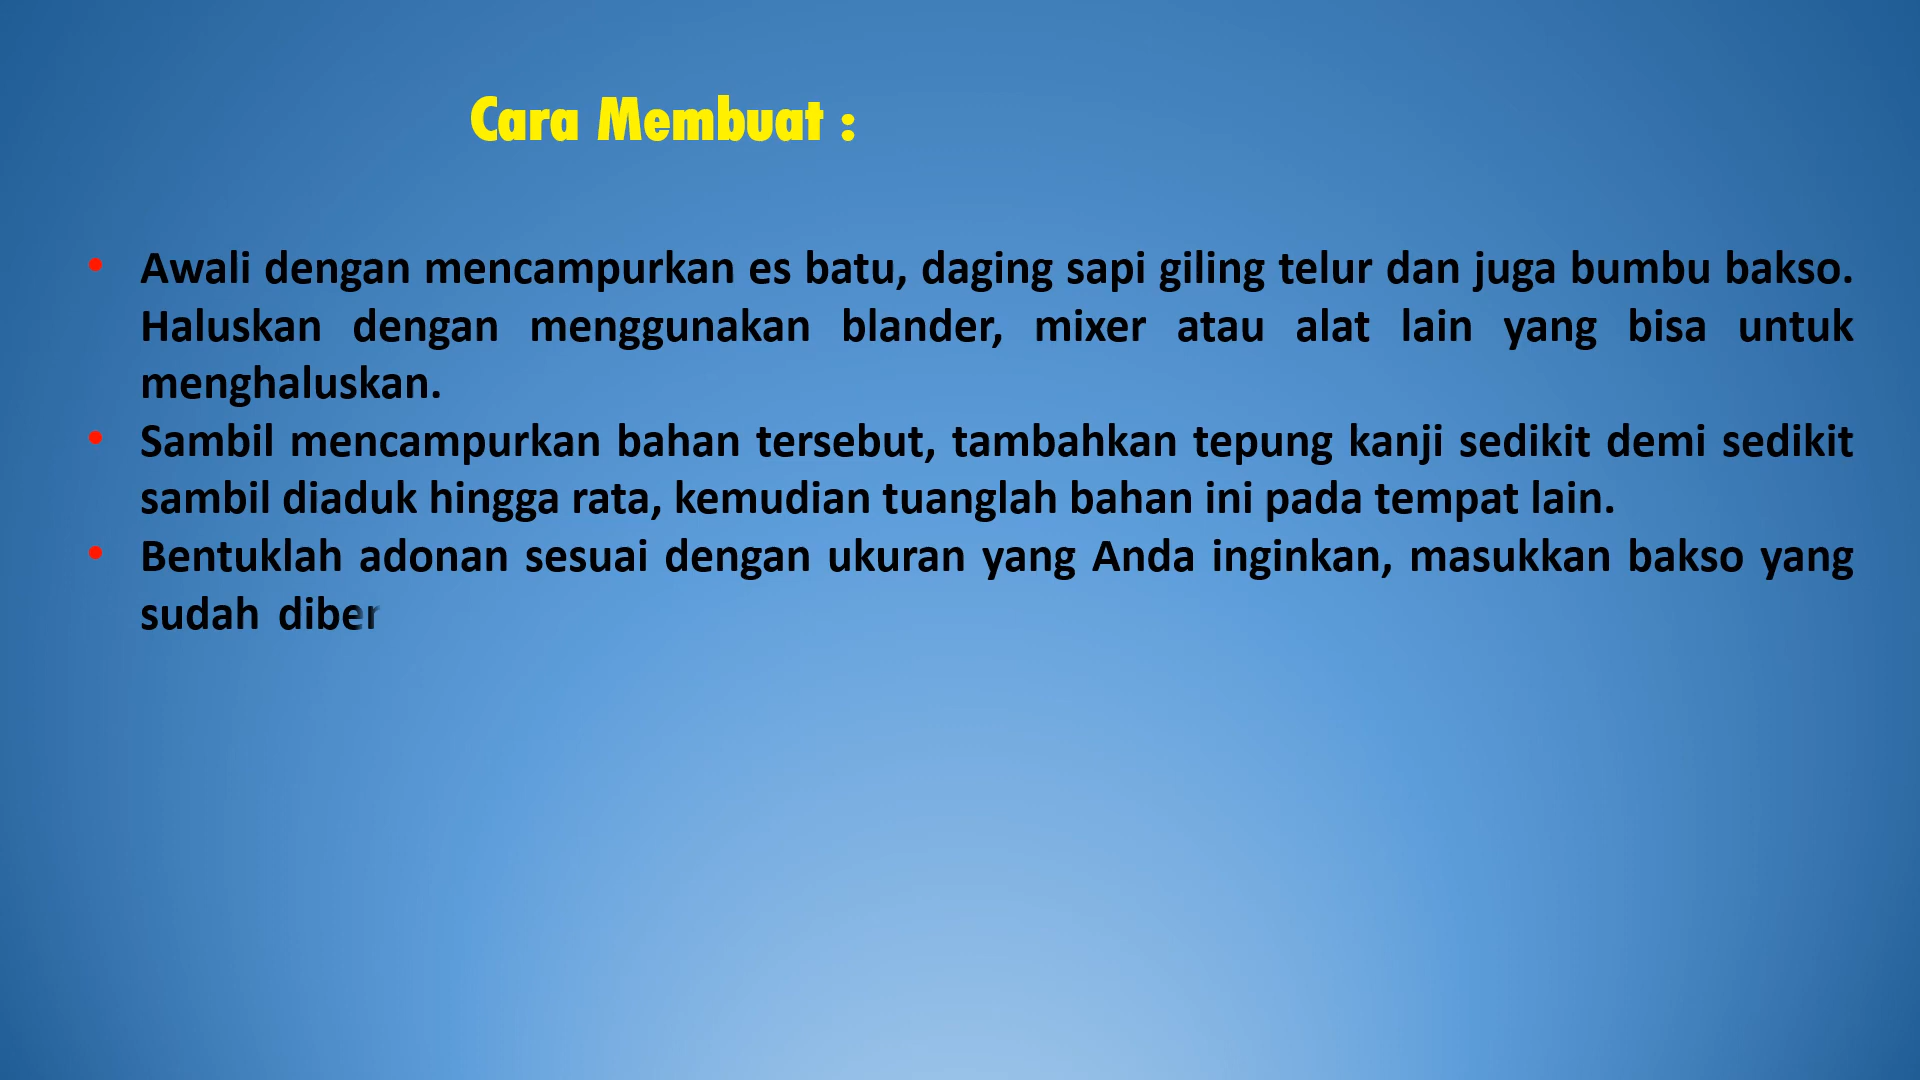 Cara Membuat :
• Awali dengan mencampurkan es batu, daging sapi giling telur dan juga bumbu bakso.
Haluskan dengan menggunakan blander, mixer atau alat lain yang bisa untuk
menghaluskan.
• Sambil mencampurkan bahan tersebut, tambahkan tepung kanji sedikit demi sedikit
sambil diaduk hingga rata, kemudian tuanglah bahan ini pada tempat lain.
• Bentuklah adonan sesuai dengan ukuran yang Anda inginkan, masukkan bakso yang
sudah diber